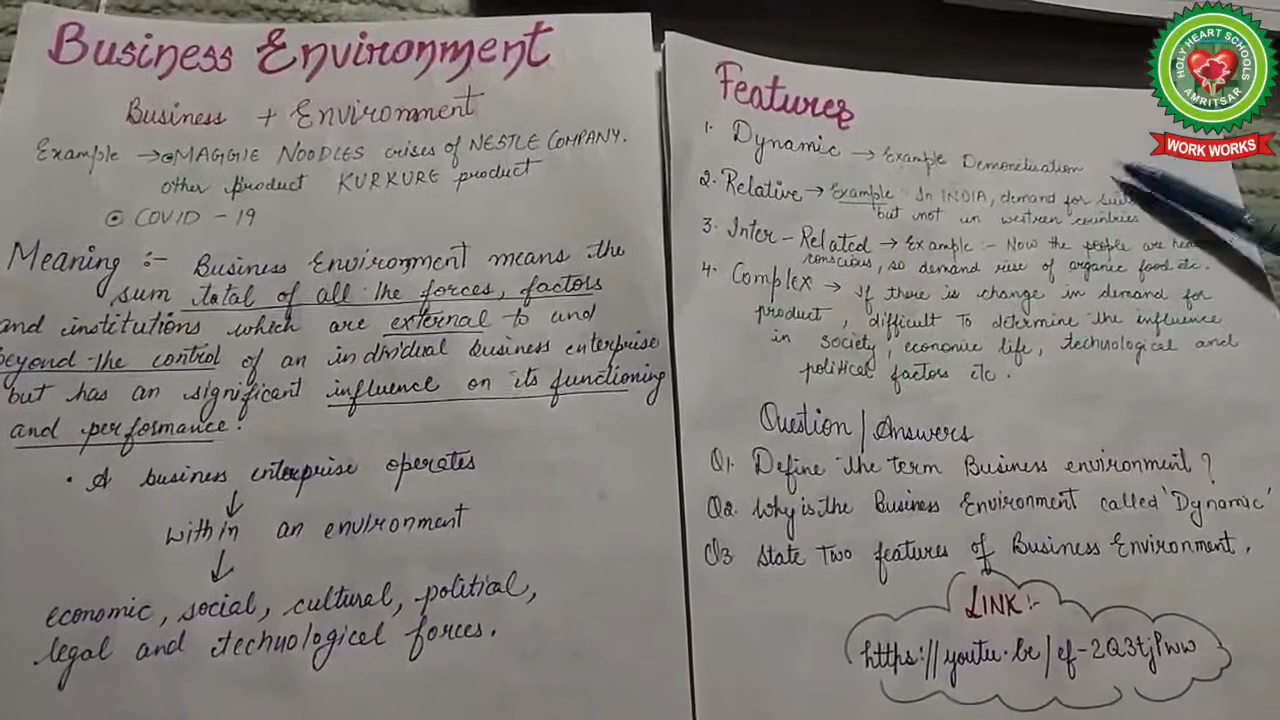 Business Environment
Business + Environment
Example → MAGGIE NOODLES crises of NESTLE COMPANY.
other product KURKURE product
COVID - 19
Meaning :- Business Environment means the
sum total of all the forces, factors
and institutions which are external to and
beyond the control of an individual business enterprise
but has an significant influence on its functioning
and performance.
• A business enterprise operates
↓
within an environment
↓
economic, social, cultural, political,
legal and technological forces.
Features
1. Dynamic → Example Demonetisation
2. Relative → Example In INDIA, demand for
but not in western countries
3. Inter-Related → Example :- Now the people are
conscious, so demand rise of organic food etc.
4. Complex → If there is change in demand for
product, difficult to determine the influence
in society, economic life, technological and
political factors etc.
Question/Answers
Q1. Define the term Business environment?
Q2. Why is the Business Environment called 'Dynamic'
Q3 State Two features of Business Environment.
LINK:-
https://youtu.be/ef-2Q3tjPww
HOLY HEART SCHOOLS
AMRITSAR
WORK WORKS